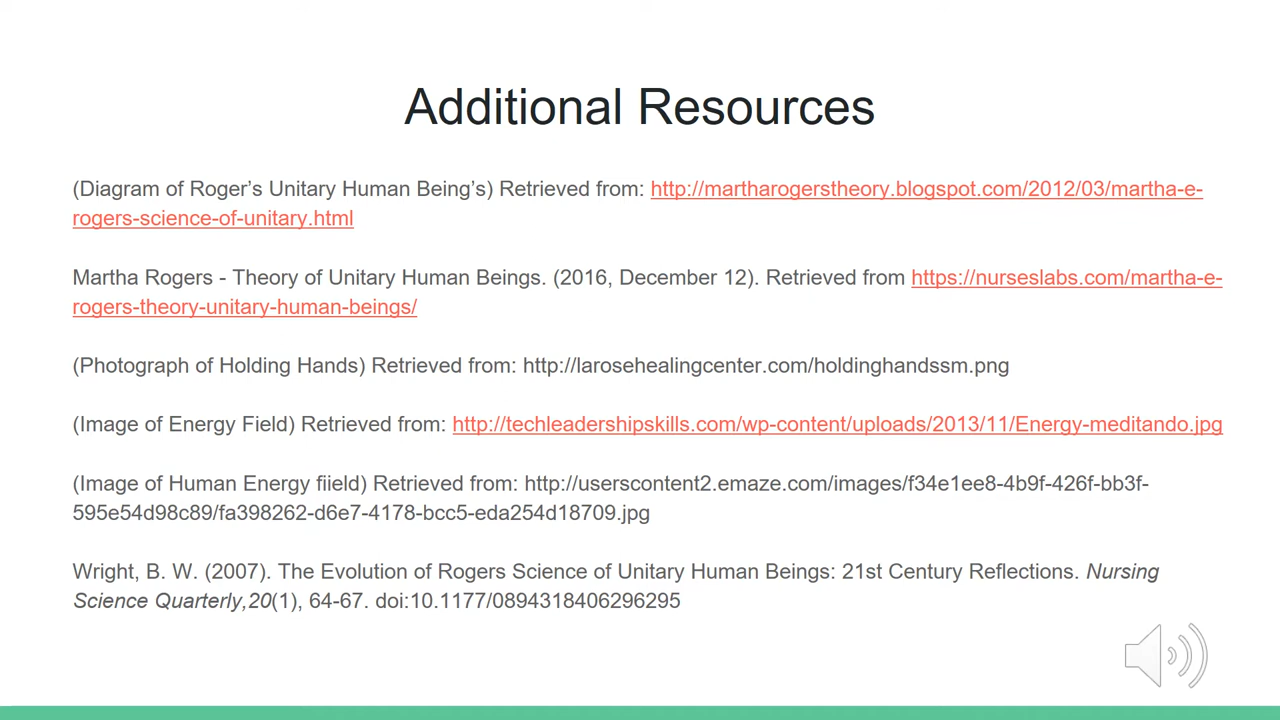 Additional Resources
(Diagram of Roger’s Unitary Human Being’s) Retrieved from: http://martharogerstheory.blogspot.com/2012/03/martha-e-
rogers-science-of-unitary.html
Martha Rogers - Theory of Unitary Human Beings. (2016, December 12). Retrieved from https://nurseslabs.com/martha-e-
rogers-theory-unitary-human-beings/
(Photograph of Holding Hands) Retrieved from: http://larosehealingcenter.com/holdinghandssm.png
(Image of Energy Field) Retrieved from: http://techleadershipskills.com/wp-content/uploads/2013/11/Energy-meditando.jpg
(Image of Human Energy fiield) Retrieved from: http://userscontent2.emaze.com/images/f34e1ee8-4b9f-426f-bb3f-
595e54d98c89/fa398262-d6e7-4178-bcc5-eda254d18709.jpg
Wright, B. W. (2007). The Evolution of Rogers Science of Unitary Human Beings: 21st Century Reflections. Nursing
Science Quarterly,20(1), 64-67. doi:10.1177/0894318406296295